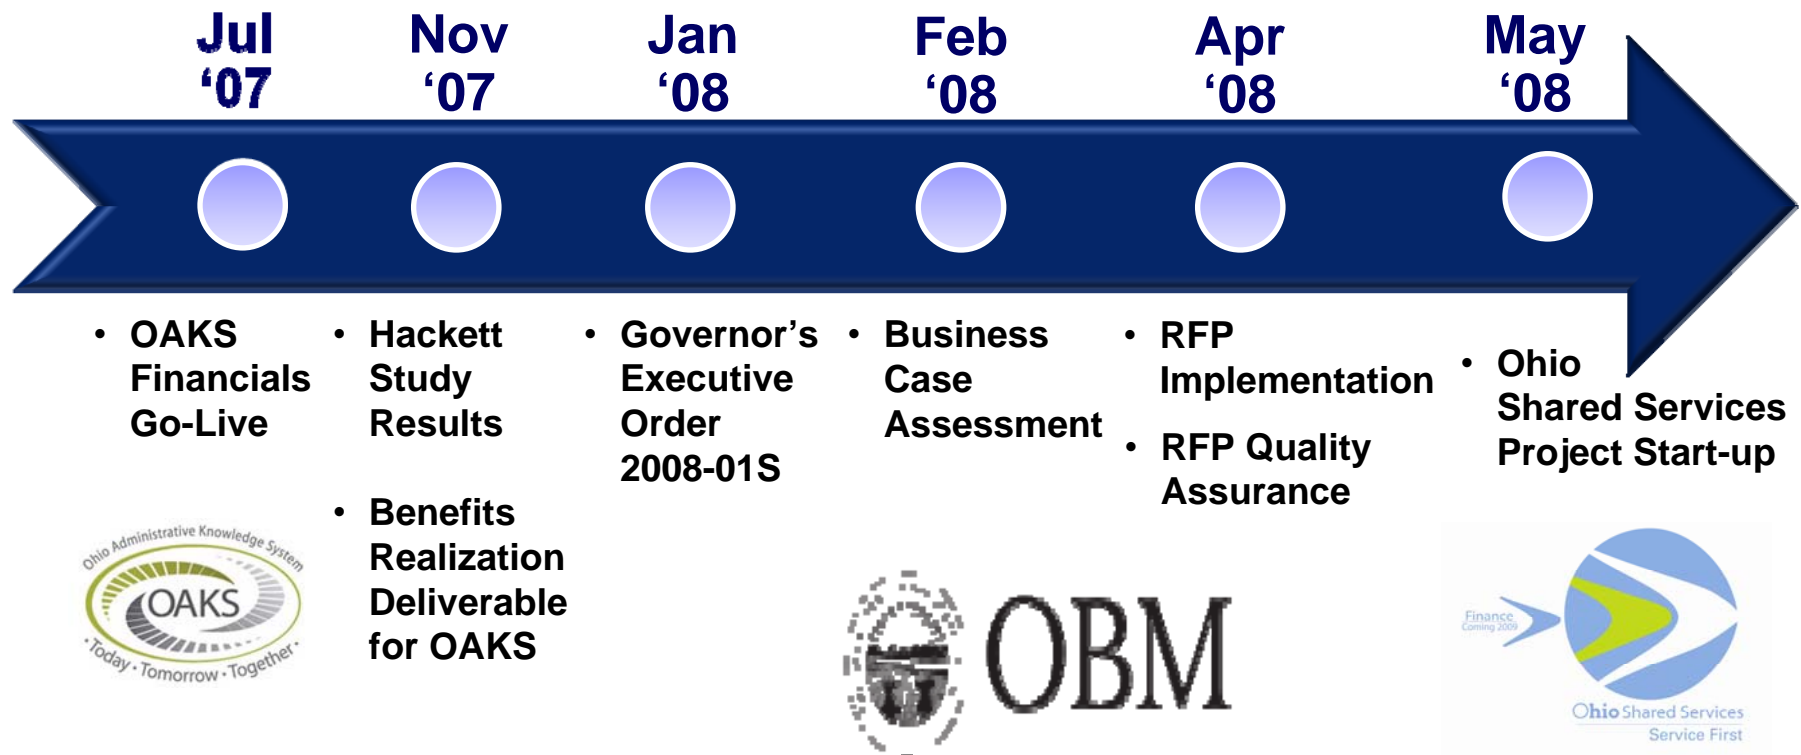 Jul
‘07
Nov
‘07
Jan
‘08
Feb
‘08
Apr
‘08
May
‘08
• OAKS
Financials
Go-Live
• Hackett
Study
Results
• Benefits
Realization
Deliverable
for OAKS
• Governor’s
Executive
Order
2008-01S
• Business
Case
Assessment
• RFP
Implementation
• RFP Quality
Assurance
• Ohio
Shared Services
Project Start-up
Ohio Administrative Knowledge System
OAKS
·Today · Tomorrow · Together·
OBM
Finance
Coming 2009
Ohio Shared Services
Service First